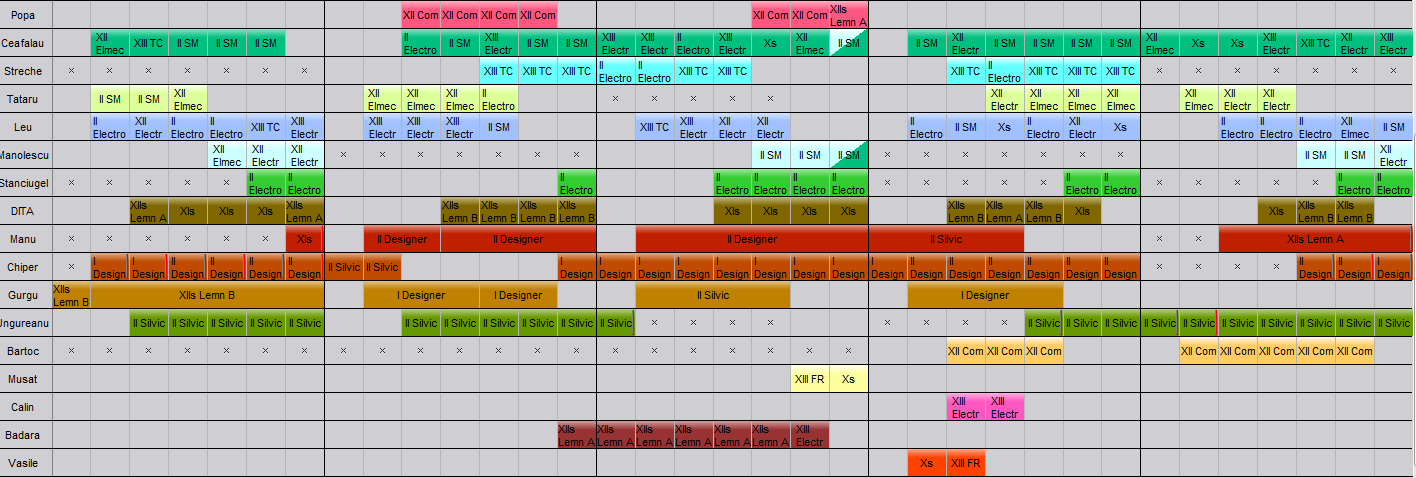 Popa XII Com XII Com XII Com XII Com XII Com XII Com XIIs Lemn A
Ceafalau XII Elmec XIII TC II SM II SM II SM II Electro II SM XIII Electr II SM II SM XIII Electr XIII Electr II Electro XIII Electr Xs XII Elmec II SM II SM XII Electr II SM II SM II SM II SM XII Elmec Xs Xs XIII Electr XIII TC XII Electr XIII Electr
Streche × × × × × × × XIII TC XIII TC XIII TC II Electro II Electro XIII TC XIII TC XIII TC II Electro XIII TC XIII TC XIII TC × × × × × × ×
Tataru II SM II SM XII Elmec XII Elmec XII Elmec XII Elmec II Electro × × × × × XIII Electr XII Elmec XII Elmec XII Elmec XII Elmec XII Elmec XIII Electr
Leu II Electro XII Electr II Electro II Electro XIII TC XIII Electr XIII Electr XIII Electr XIII Electr II SM XIII TC XIII Electr XIII Electr XII Electr II Electro II SM Xs II Electro XII Electr Xs II Electro II Electro II Electro XII Elmec II SM
Manolescu XII Elmec XII Electr XII Electr × × × × × × × II SM II SM II SM × × × × × × × II SM II SM XII Electr
Stanciugel × × × × × II Electro II Electro II Electro II Electro II Electro II Electro II Electro × × × × × II Electro II Electro × × × × × II Electro II Electro
DITA XIIs Lemn A XIs XIs XIs XIIs Lemn A XIIs Lemn B XIIs Lemn B XIIs Lemn B XIIs Lemn B XIs XIs XIs XIs XIIs Lemn B XIIs Lemn A XIIs Lemn B XIs XIs XIIs Lemn B XIIs Lemn B
Manu × × × × × × XIs II Designer II Designer II Designer II Silvic × × XIIs Lemn A
Chiper × I Design I Design II Design II Design II Design II Design II Silvic II Silvic I Design I Design I Design I Design I Design I Design I Design I Design II Design II Design II Design II Design II Design II Design II Design × × × × II Design II Design I Design
Gurgu XIIs Lemn B XIIs Lemn B I Designer I Designer II Silvic I Designer
Ungureanu II Silvic II Silvic II Silvic II Silvic II Silvic II Silvic II Silvic II Silvic II Silvic II Silvic II Silvic × × × × × × × × II Silvic II Silvic II Silvic II Silvic II Silvic II Silvic II Silvic II Silvic II Silvic II Silvic
Bartoc × × × × × × × × × × × × × × × × × × × × × XII Com XII Com XII Com XII Com XII Com XII Com XII Com XII Com
Musat XIII FR Xs
Calin XIII Electr XIII Electr
Badara XIIs Lemn A XIIs Lemn A XIIs Lemn A XIIs Lemn A XIIs Lemn A XIIs Lemn A XIII Electr
Vasile Xs XIII FR